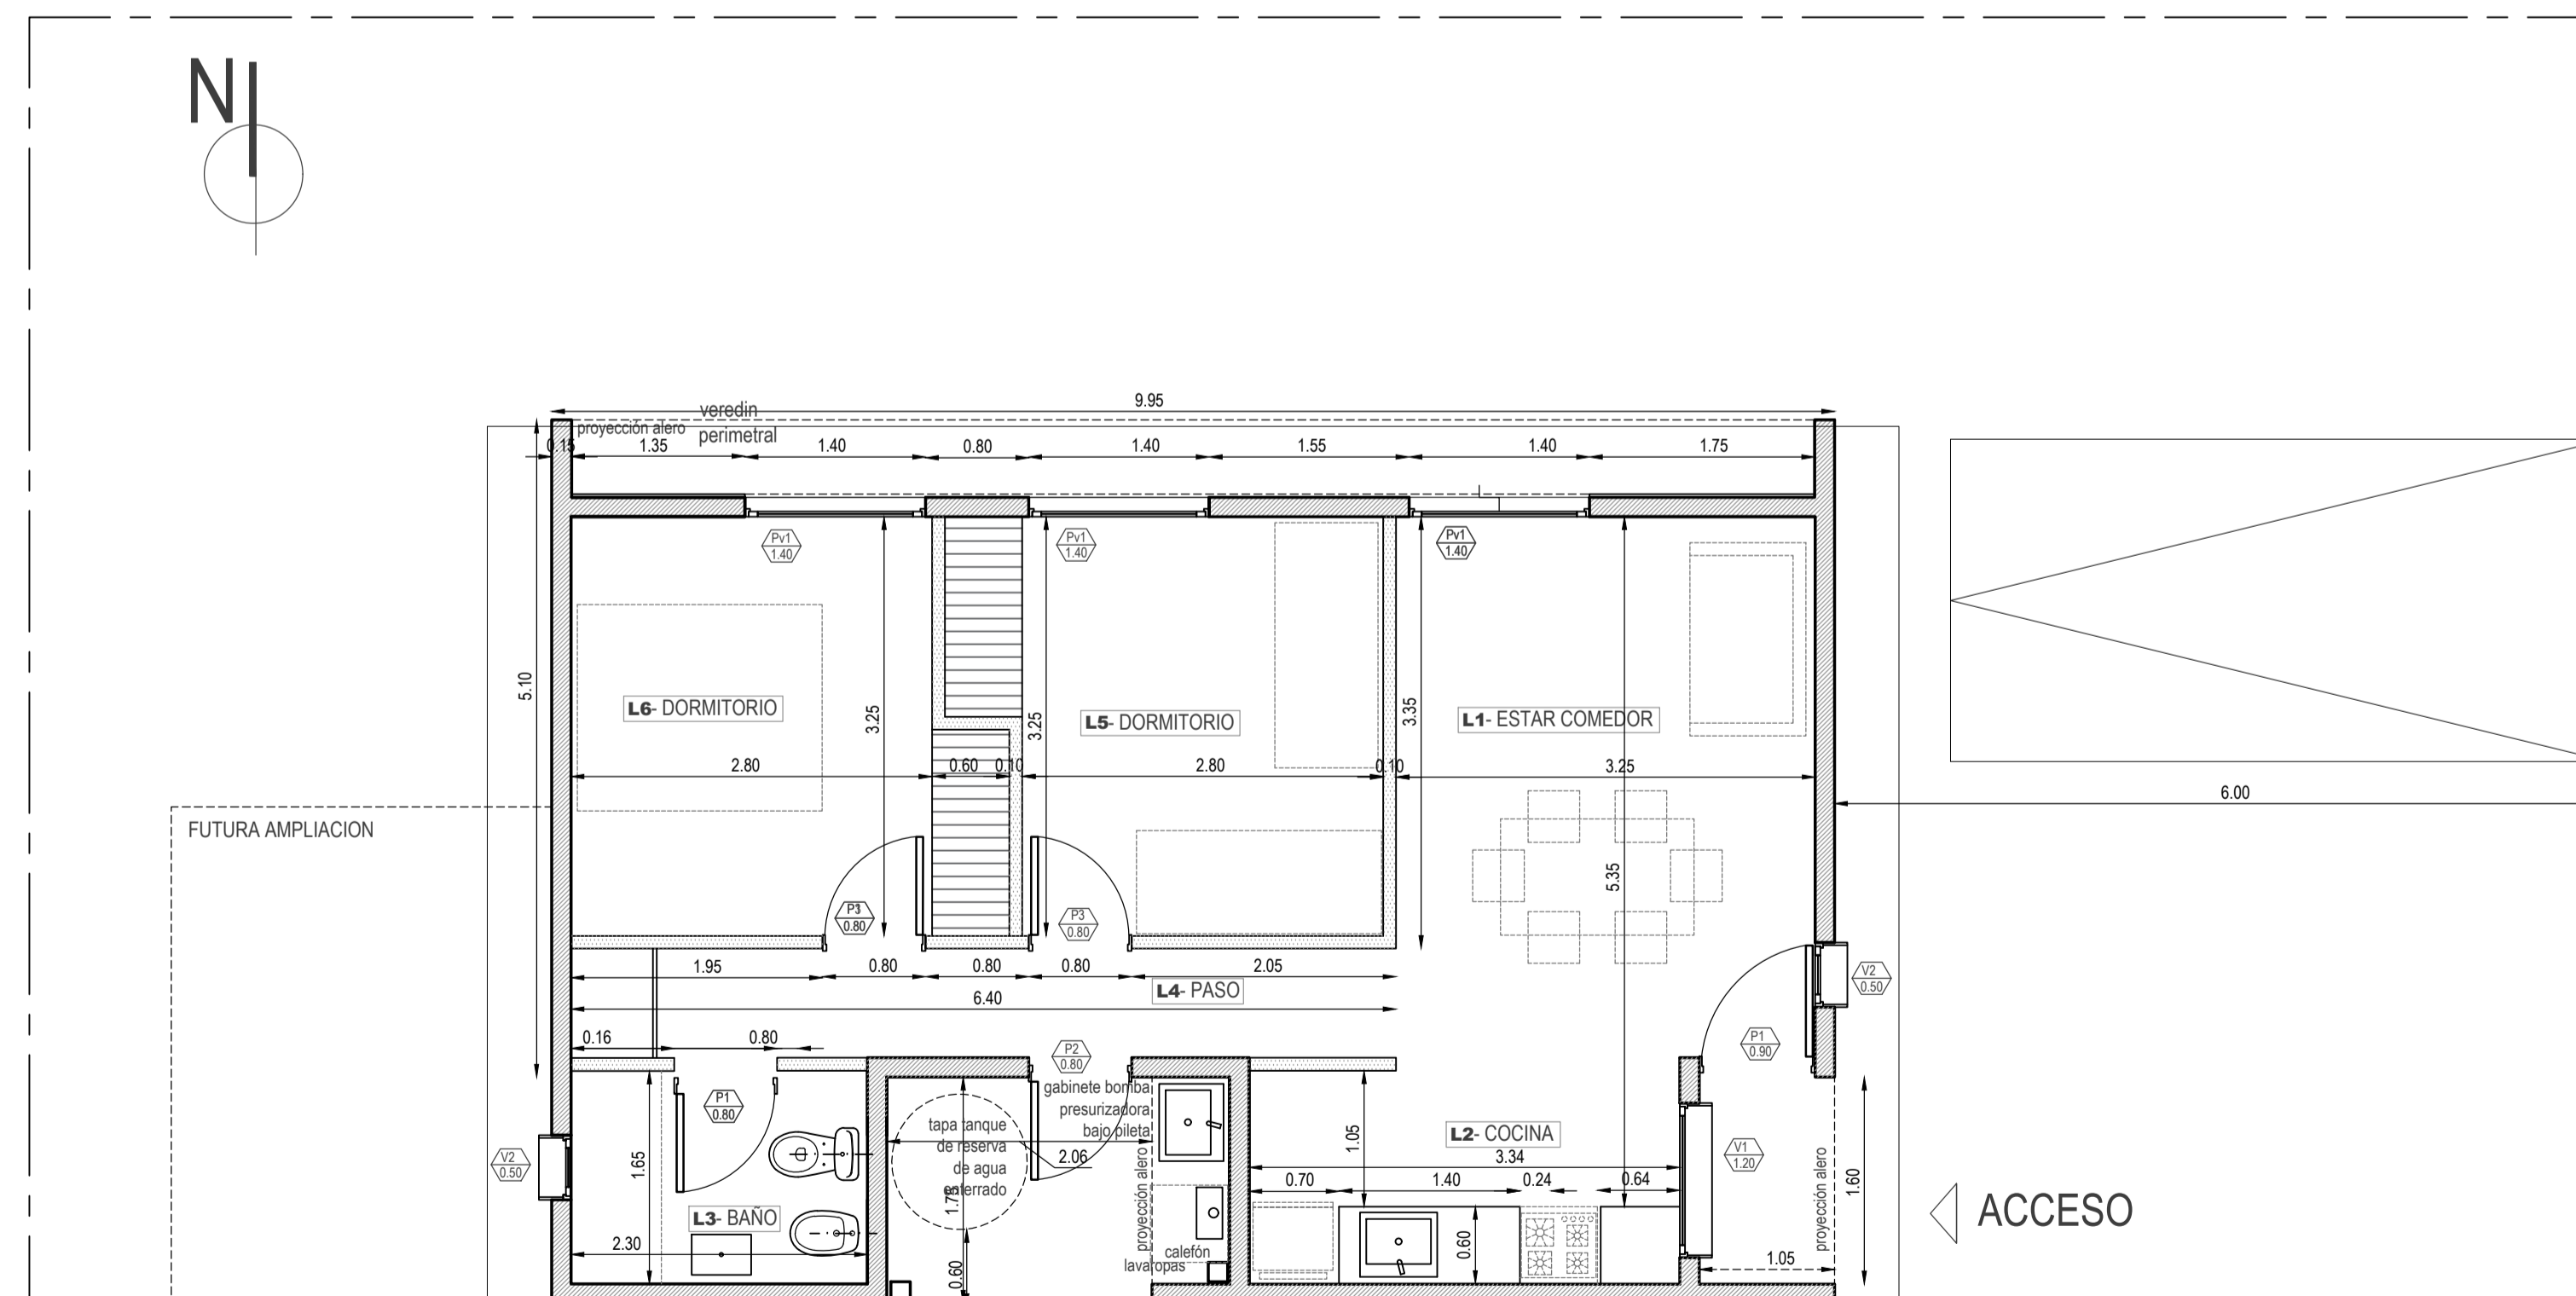 N
9.95
veredin
proyección alero
perimetral
0.15
1.35
1.40
0.80
1.40
1.55
1.40
1.75
Pv1
1.40
Pv1
1.40
Pv1
1.40
5.10
L6- DORMITORIO
3.25
3.25
L5- DORMITORIO
3.35
L1- ESTAR COMEDOR
2.80
0.60
0.10
2.80
0.10
3.25
6.00
FUTURA AMPLIACION
5.35
P3
0.80
P3
0.80
1.95
0.80
0.80
0.80
2.05
V2
0.50
L4- PASO
6.40
0.16
0.80
P2
0.80
P1
0.90
P1
0.80
gabinete bomba
presurizadora
bajo pileta
tapa tanque
de reserva
de agua
enterrado
2.06
1.05
L2- COCINA
3.34
V1
1.20
V2
0.50
1.65
0.70
1.40
0.24
0.64
proyección alero
proyección alero
1.60
L3- BAÑO
ACCESO
2.30
0.60
calefón
lavaropas
0.60
1.05